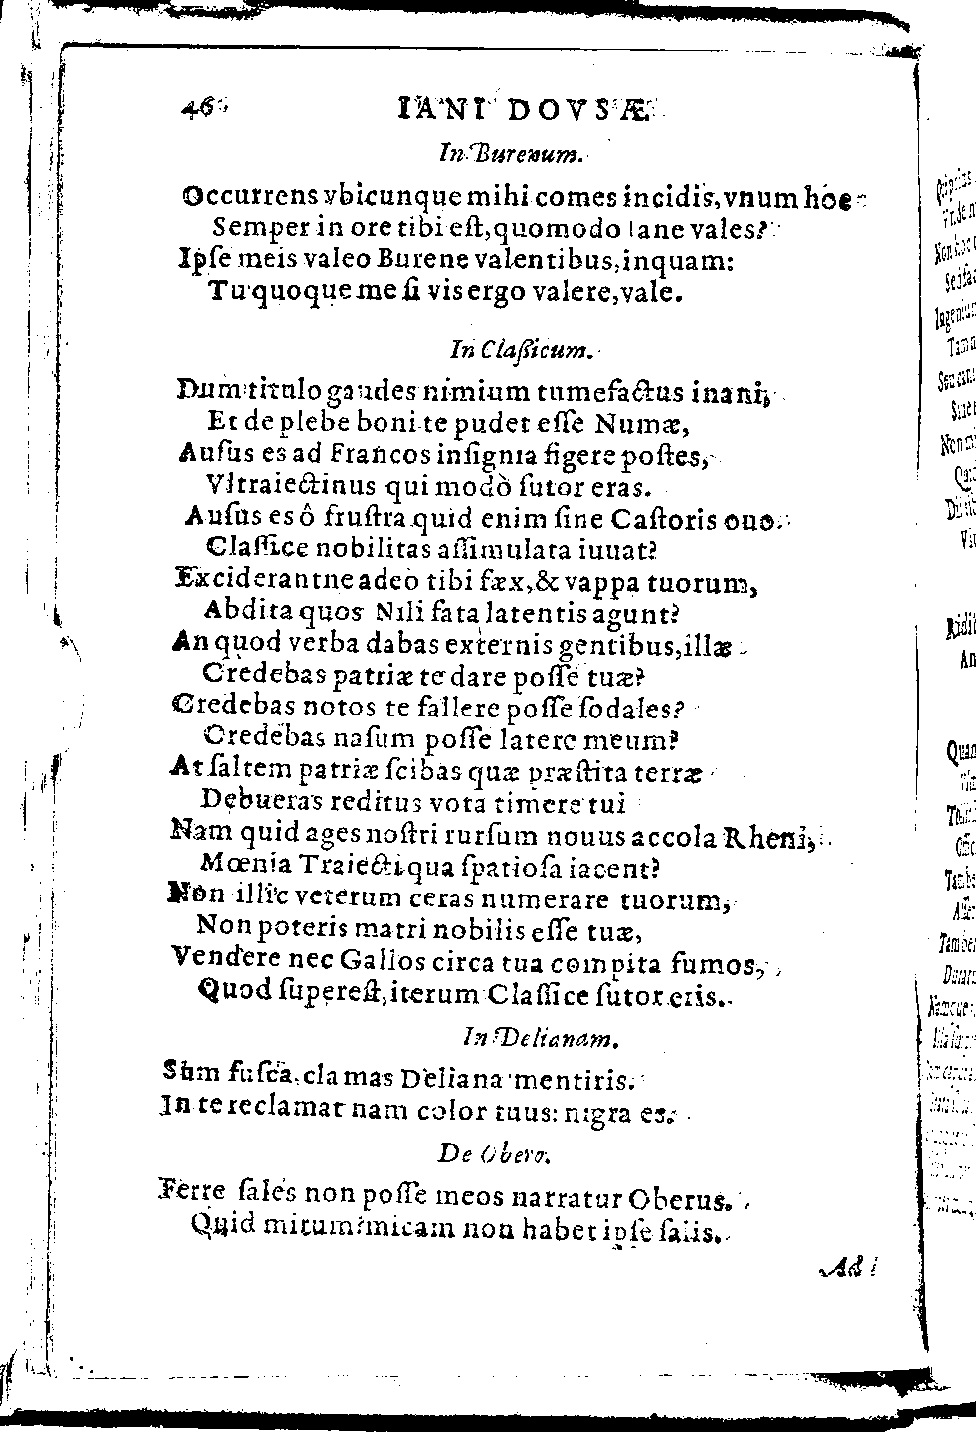 46
IANI DOVSÆ
In Burenum.
Occurrens vbicunque mihi comes incidis, vnum hoc
Semper in ore tibi eſt, quomodo Iane vales?
Ipſe meis valeo Burene valentibus, inquam:
Tu quoque me ſi vis ergo valere, vale.
In Claſsicum.
Dum titulo gaudes nimium tumefactus inani,
Et de plebe boni te pudet eſſe Numæ,
Auſus es ad Francos inſignia figere poſtes,
Vltraiectinus qui modò ſutor eras.
Auſus es ô fruſtra quid enim ſine Caſtoris ouo.
Claſſice nobilitas aſſimulata iuuat?
Exciderantne adeò tibi fæx, & vappa tuorum,
Abdita quos Nili fata latentis agunt?
An quod verba dabas externis gentibus, illæ
Credebas patriæ te dare poſſe tuæ?
Credebas notos te fallere poſſe ſodales?
Credebas naſum poſſe latere meum?
At ſaltem patriæ ſcibas quæ præſtita terræ
Debueras reditus vota timere tui
Nam quid ages noſtri rurſum nouus accola Rheni,
Mœnia Traiecti qua ſpatioſa iacent?
Non illic veterum ceras numerare tuorum,
Non poteris matri nobilis eſſe tuæ,
Vendere nec Gallos circa tua compita fumos,
Quod ſupereſt, iterum Claſſice ſutor eris.
In Delianam.
Sum fuſca, clamas Deliana mentiris.
In te reclamat nam color tuus: nigra es.
De Obero.
Ferre ſales non poſſe meos narratur Oberus.
Quid mirum? micam non habet ipſe ſalis.
Ad